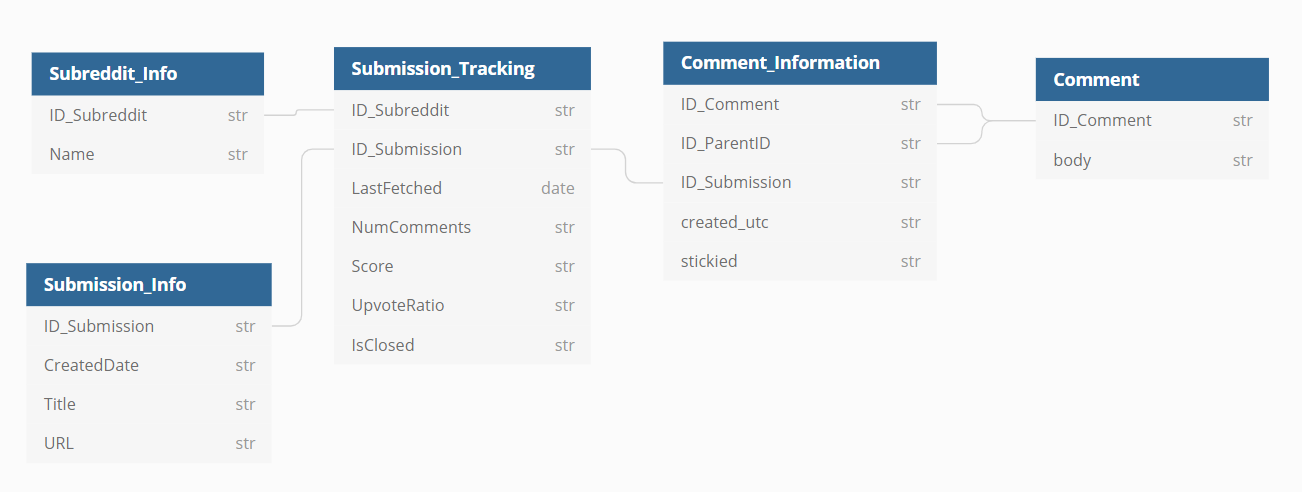 Subreddit_Info
ID_Subreddit str
Name str
Submission_Info
ID_Submission str
CreatedDate str
Title str
URL str
Submission_Tracking
ID_Subreddit str
ID_Submission str
LastFetched date
NumComments str
Score str
UpvoteRatio str
IsClosed str
Comment_Information
ID_Comment str
ID_ParentID str
ID_Submission str
created_utc str
stickied str
Comment
ID_Comment str
body str